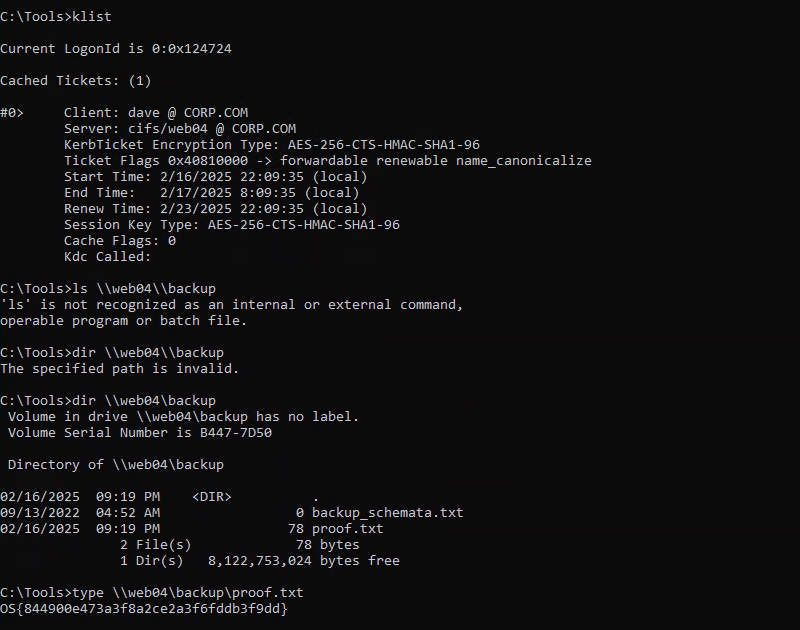 C:\Tools>klist
Current LogonId is 0:0x124724
Cached Tickets: (1)
#0>     Client: dave @ CORP.COM
        Server: cifs/web04 @ CORP.COM
        KerbTicket Encryption Type: AES-256-CTS-HMAC-SHA1-96
        Ticket Flags 0x40810000 -> forwardable renewable name_canonicalize
        Start Time: 2/16/2025 22:09:35 (local)
        End Time:   2/17/2025 8:09:35 (local)
        Renew Time: 2/23/2025 22:09:35 (local)
        Session Key Type: AES-256-CTS-HMAC-SHA1-96
        Cache Flags: 0
        Kdc Called:
C:\Tools>ls \\web04\\backup
'ls' is not recognized as an internal or external command,
operable program or batch file.
C:\Tools>dir \\web04\\backup
The specified path is invalid.
C:\Tools>dir \\web04\backup
 Volume in drive \\web04\backup has no label.
 Volume Serial Number is B447-7D50
 Directory of \\web04\backup
02/16/2025  09:19 PM    <DIR>          .
09/13/2022  04:52 AM                 0 backup_schemata.txt
02/16/2025  09:19 PM                78 proof.txt
               2 File(s)             78 bytes
               1 Dir(s)   8,122,753,024 bytes free
C:\Tools>type \\web04\backup\proof.txt
OS{844900e473a3f8a2ce2a3f6fddb3f9dd}